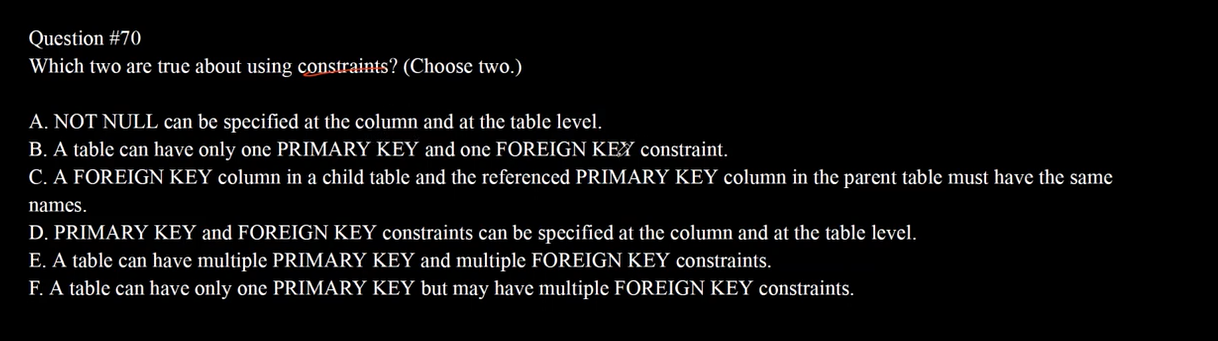 Question #70
Which two are true about using constraints? (Choose two.)
A. NOT NULL can be specified at the column and at the table level.
B. A table can have only one PRIMARY KEY and one FOREIGN KEY constraint.
C. A FOREIGN KEY column in a child table and the referenced PRIMARY KEY column in the parent table must have the same
names.
D. PRIMARY KEY and FOREIGN KEY constraints can be specified at the column and at the table level.
E. A table can have multiple PRIMARY KEY and multiple FOREIGN KEY constraints.
F. A table can have only one PRIMARY KEY but may have multiple FOREIGN KEY constraints.